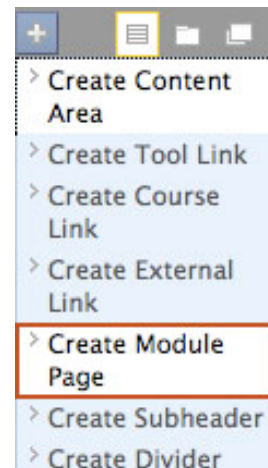 Create Content
Area
Create Tool Link
Create Course
Link
Create External
Link
Create Module
Page
Create Subheader
Create Divider